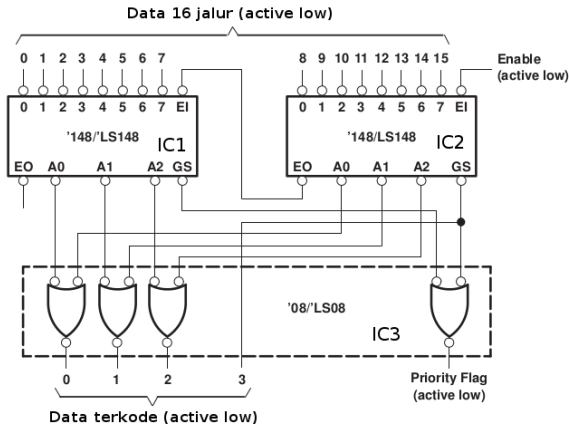 Data 16 jalur (active low)
0 1 2 3 4 5 6 7 8 9 10 11 12 13 14 15
Enable
(active low)
0 1 2 3 4 5 6 7 EI 0 1 2 3 4 5 6 7 EI
'148/'LS148 IC1 '148/'LS148 IC2
EO A0 A1 A2 GS EO A0 A1 A2 GS
'08/'LS08
IC3
0 1 2 3
Priority Flag
(active low)
Data terkode (active low)